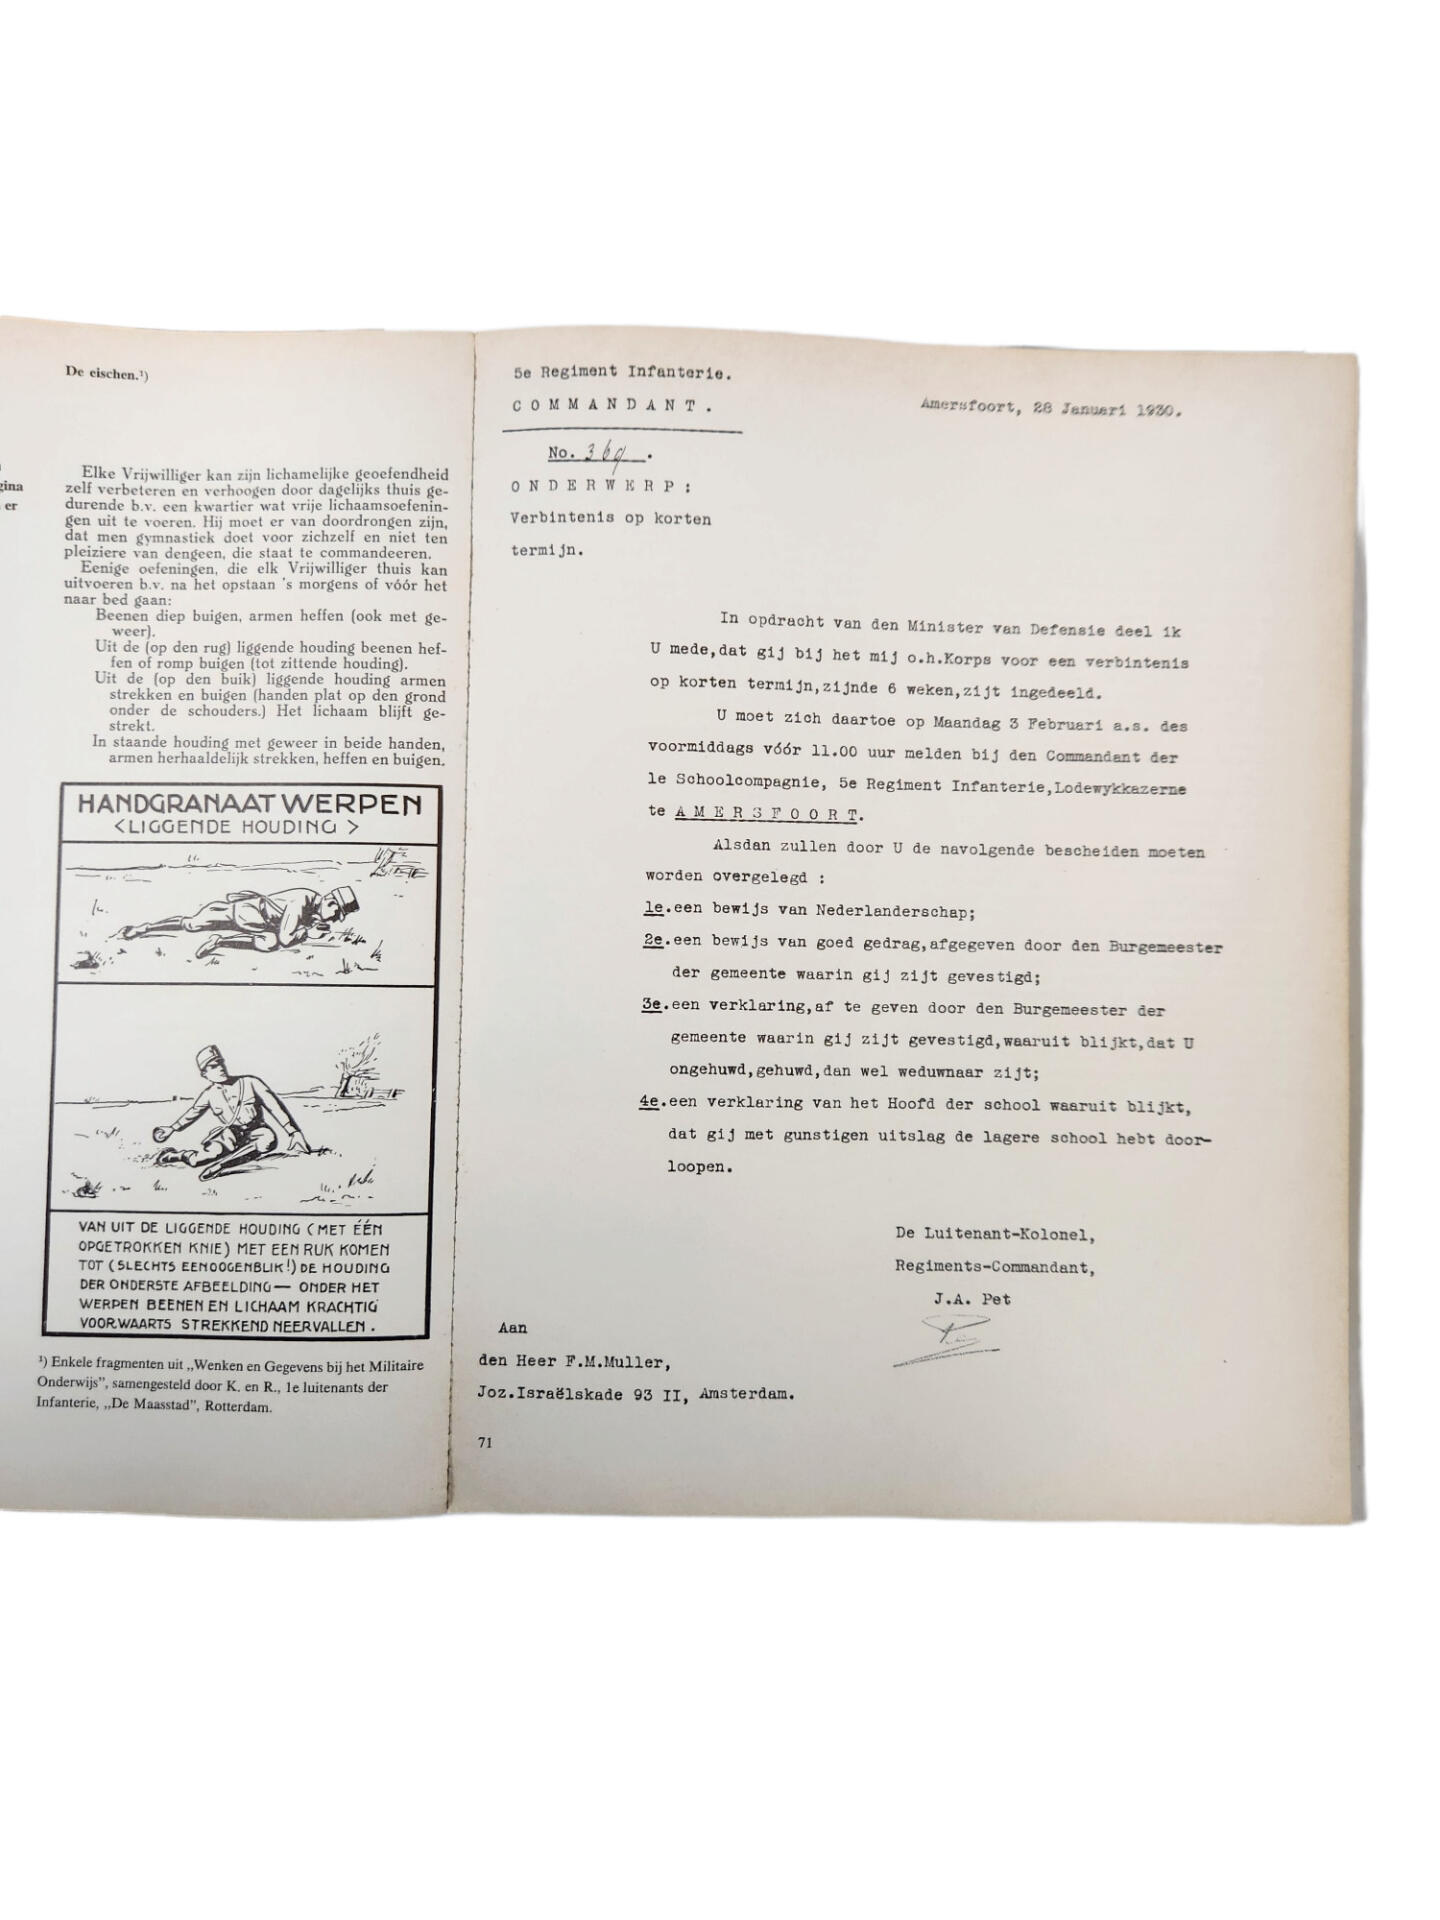 gina
er
De eischen.¹)
Elke Vrijwilliger kan zijn lichamelijke geoefendheid
zelf verbeteren en verhoogen door dagelijks thuis ge-
durende b.v. een kwartier wat vrije lichaamsoefenin-
gen uit te voeren. Hij moet er van doordrongen zijn,
dat men gymnastiek doet voor zichzelf en niet ten
pleiziere van dengeen, die staat te commandeeren.
Eenige oefeningen, die elk Vrijwilliger thuis kan
uitvoeren b.v. na het opstaan 's morgens of vóór het
naar bed gaan:
Beenen diep buigen, armen heffen (ook met ge-
weer).
Uit de (op den rug) liggende houding beenen hef-
fen of romp buigen (tot zittende houding).
Uit de (op den buik) liggende houding armen
strekken en buigen (handen plat op den grond
onder de schouders.) Het lichaam blijft ge-
strekt.
In staande houding met geweer in beide handen,
armen herhaaldelijk strekken, heffen en buigen.
HANDGRANAAT WERPEN
<LIGGENDE HOUDING>
VAN UIT DE LIGGENDE HOUDING (MET ÉÉN
OPGETROKKEN KNIE) MET EEN RUK KOMEN
TOT (SLECHTS EEN OOGENBLIK!) DE HOUDING
DER ONDERSTE AFBEELDING — ONDER HET
WERPEN BEENEN EN LICHAAM KRACHTIG
VOORWAARTS STREKKEND NEERVALLEN.
¹) Enkele fragmenten uit „Wenken en Gegevens bij het Militaire
Onderwijs", samengesteld door K. en R., 1e luitenants der
Infanterie, „De Maasstad", Rotterdam.
5e Regiment Infanterie.
COMMANDANT.
Amersfoort, 28 Januari 1930.
No. 369.
ONDERWERP:
Verbintenis op korten
termijn.
In opdracht van den Minister van Defensie deel ik
U mede,dat gij bij het mij o.h.Korps voor een verbintenis
op korten termijn,zijnde 6 weken,zijt ingedeeld.
U moet zich daartoe op Maandag 3 Februari a.s. des
voormiddags vóór 11.00 uur melden bij den Commandant der
1e Schoolcompagnie, 5e Regiment Infanterie,Lodewykkazerne
te AMERSFOORT.
Alsdan zullen door U de navolgende bescheiden moeten
worden overgelegd :
1e.een bewijs van Nederlanderschap;
2e.een bewijs van goed gedrag,afgegeven door den Burgemeester
der gemeente waarin gij zijt gevestigd;
3e.een verklaring,af te geven door den Burgemeester der
gemeente waarin gij zijt gevestigd,waaruit blijkt,dat U
ongehuwd,gehuwd,dan wel weduwnaar zijt;
4e.een verklaring van het Hoofd der school waaruit blijkt,
dat gij met gunstigen uitslag de lagere school hebt door-
loopen.
De Luitenant-Kolonel,
Regiments-Commandant,
J.A. Pet
Aan
den Heer F.M.Muller,
Joz.Israëlskade 93 II, Amsterdam.
71